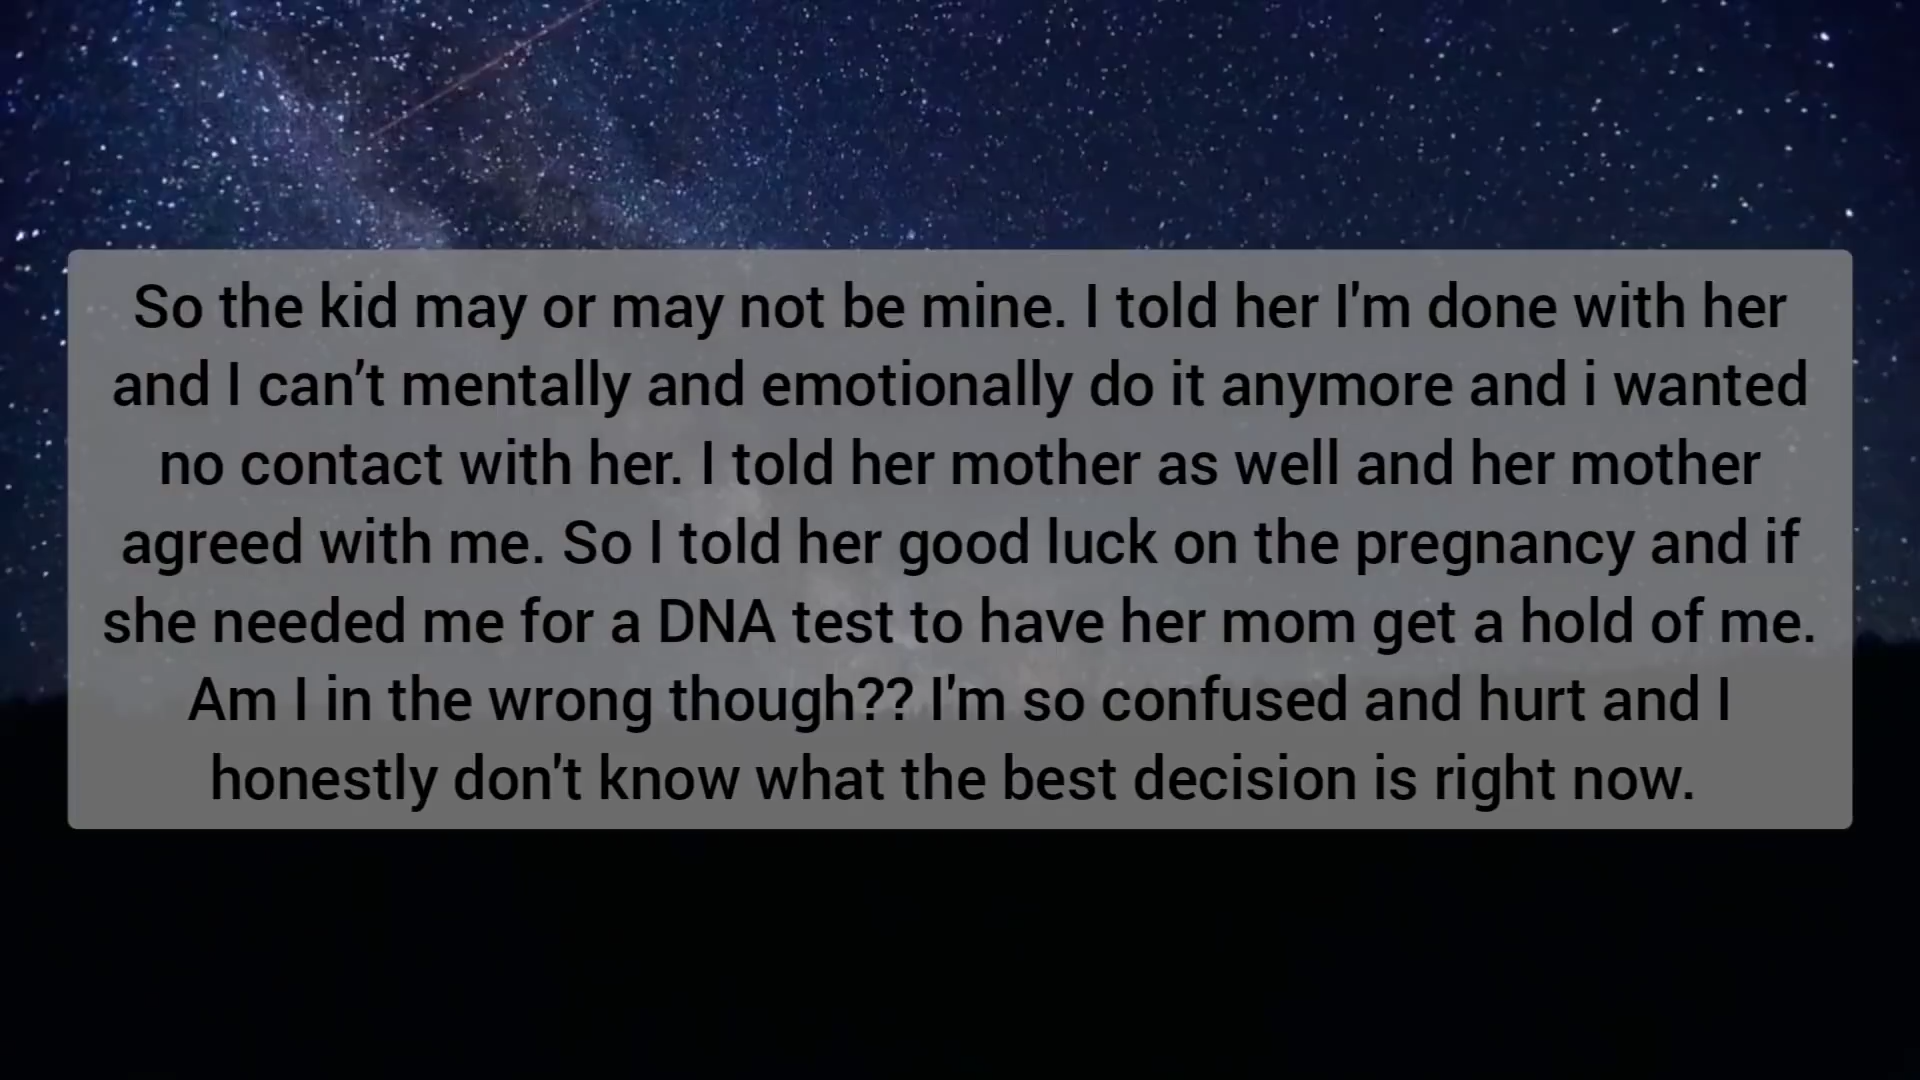 So the kid may or may not be mine. I told her I'm done with her
and I can’t mentally and emotionally do it anymore and i wanted
no contact with her. I told her mother as well and her mother
agreed with me. So I told her good luck on the pregnancy and if
she needed me for a DNA test to have her mom get a hold of me.
Am I in the wrong though?? I'm so confused and hurt and I
honestly don't know what the best decision is right now.